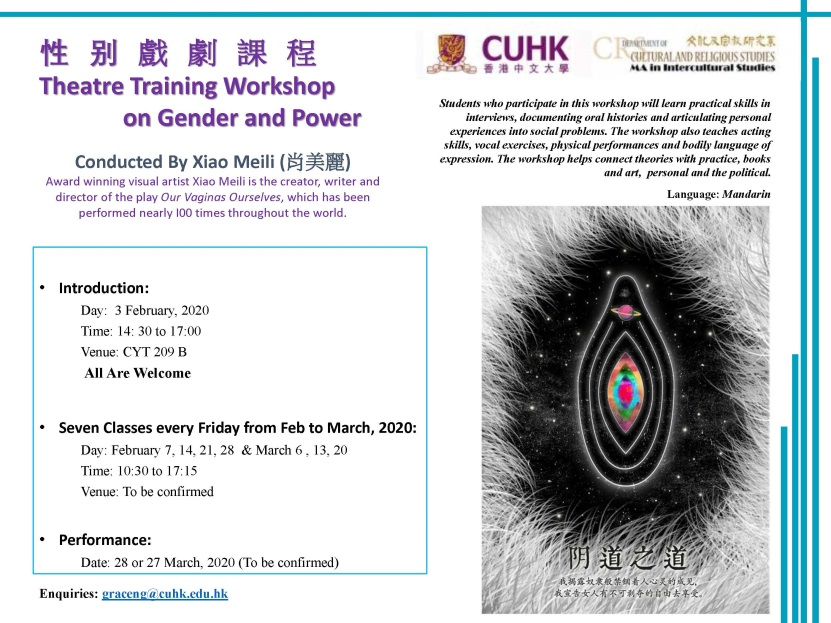 性別戲劇課程
Theatre Training Workshop
on Gender and Power
Conducted By Xiao Meili (肖美麗)
Award winning visual artist Xiao Meili is the creator, writer and
director of the play Our Vaginas Ourselves, which has been
performed nearly I00 times throughout the world.
• Introduction:
Day: 3 February, 2020
Time: 14: 30 to 17:00
Venue: CYT 209 B
All Are Welcome
• Seven Classes every Friday from Feb to March, 2020:
Day: February 7, 14, 21, 28 & March 6 , 13, 20
Time: 10:30 to 17:15
Venue: To be confirmed
• Performance:
Date: 28 or 27 March, 2020 (To be confirmed)
Enquiries: graceng@cuhk.edu.hk
CUHK
香港中文大學
CRS
文化及宗教研究系
DEPARTMENT OF
CULTURAL AND RELIGIOUS STUDIES
MA in Intercultural Studies
Students who participate in this workshop will learn practical skills in
interviews, documenting oral histories and articulating personal
experiences into social problems. The workshop also teaches acting
skills, vocal exercises, physical performances and bodily language of
expression. The workshop helps connect theories with practice, books
and art, personal and the political.
Language: Mandarin
阴道之道
我揭露奴隶般禁锢着人心灵的成见,
我宣告女人有不可剥夺的自由去享受。